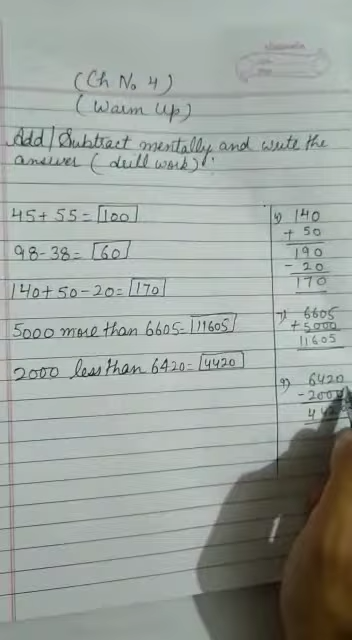 (Ch No 4)
(Warm Up)
Add/Subtract mentally and write the
answer (drill work):
45 + 55 = 100
98 - 38 = 60
140 + 50 - 20 = 170
5000 more than 6605 = 11605
2000 less than 6420 = 4420
140
+ 50
190
- 20
170
6605
+ 5000
11605
6420
- 2000